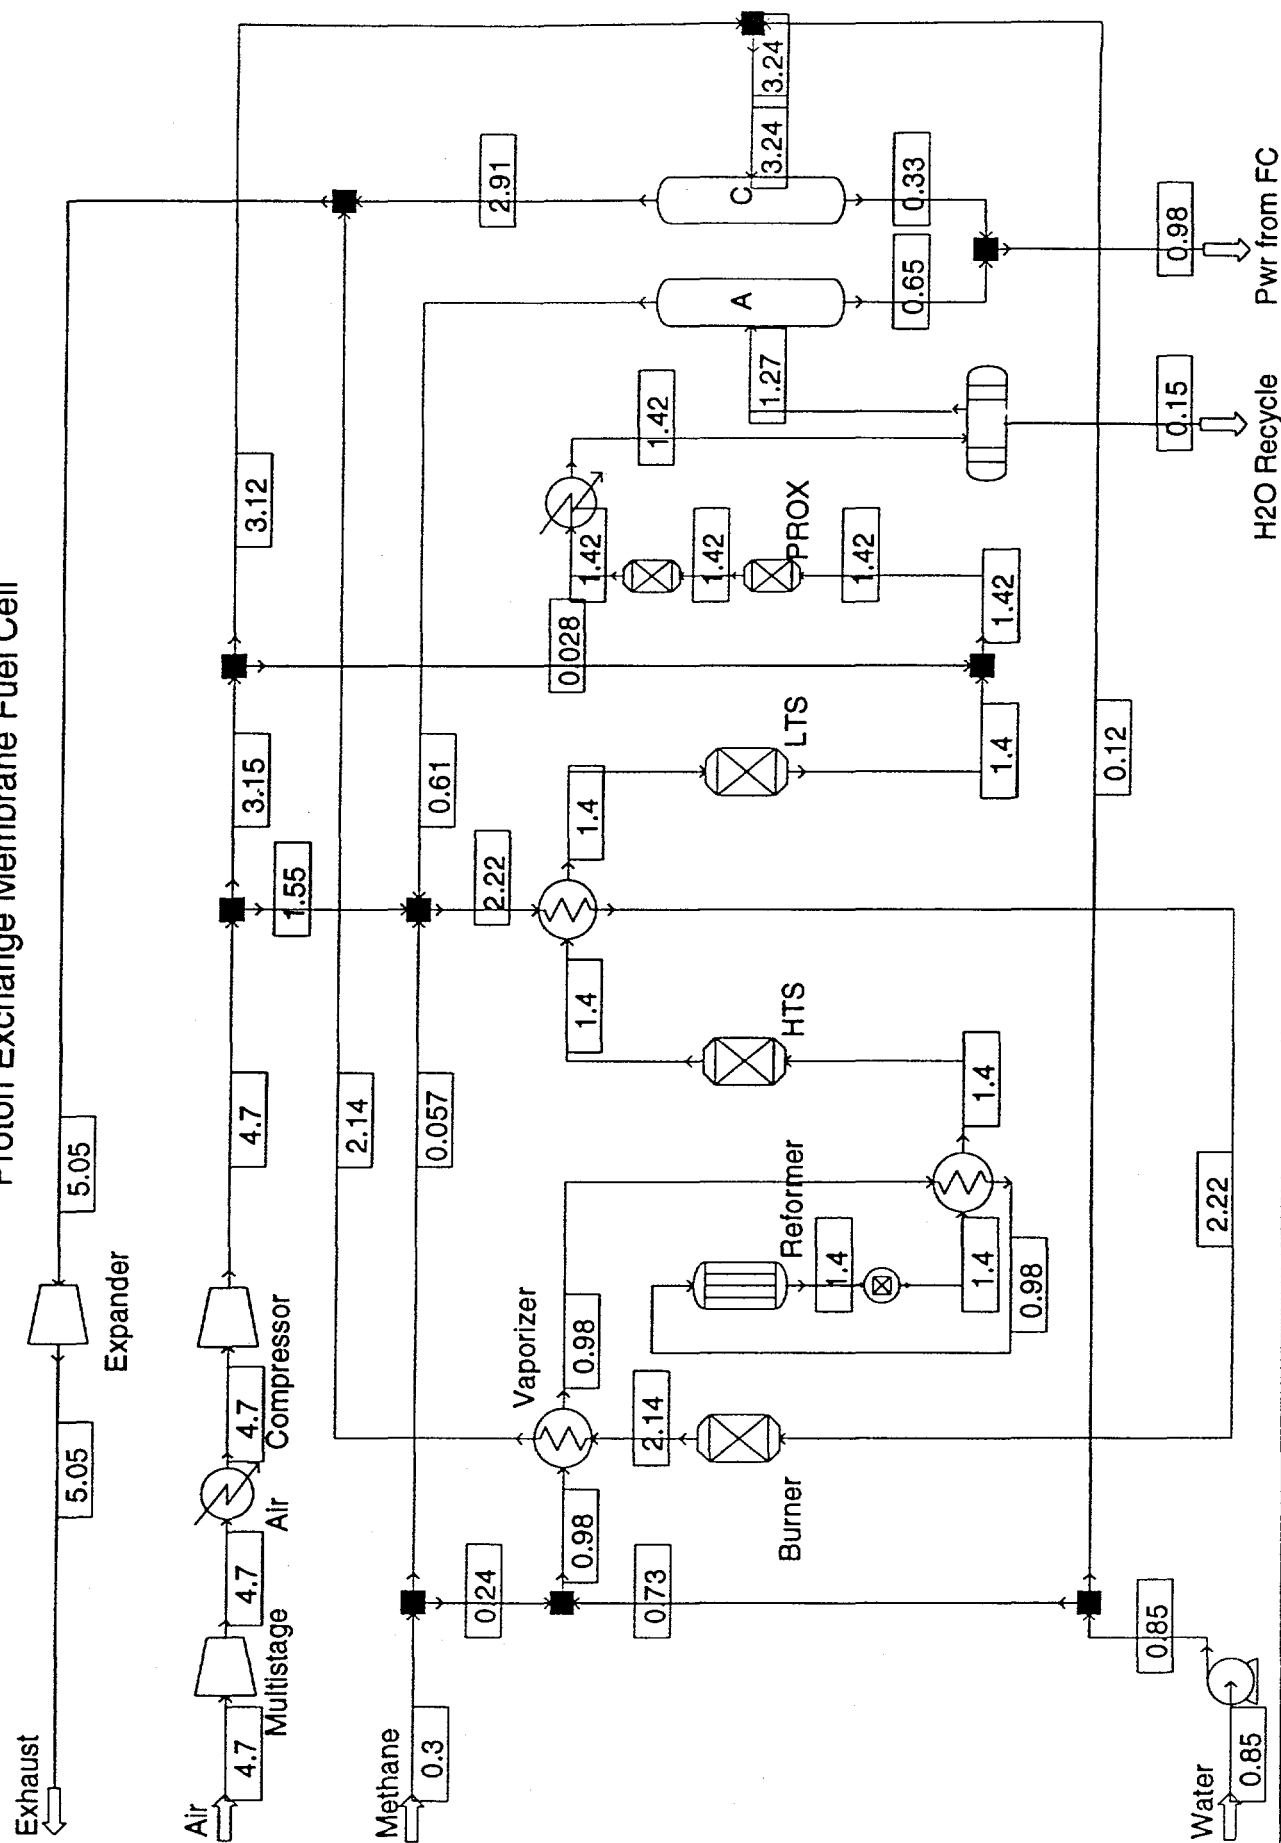 Proton Exchange Membrane Fuel Cell
Exhaust
5.05
Expander
5.05
Air
4.7
Multistage
4.7
Air
4.7
Compressor
4.7
3.15
3.12
1.55
2.14
2.91
Methane
0.3
0.057
0.61
0.24
2.22
0.98
Vaporizer
0.98
1.4
1.4
0.028
1.42
1.42
1.27
3.24
3.24
2.14
Burner
Reformer
1.4
HTS
LTS
1.42
PROX
1.42
A
C
0.73
1.4
0.98
1.4
1.4
1.42
0.65
0.33
0.12
Water
0.85
0.85
2.22
0.15
H2O Recycle
0.98
Pwr from FC